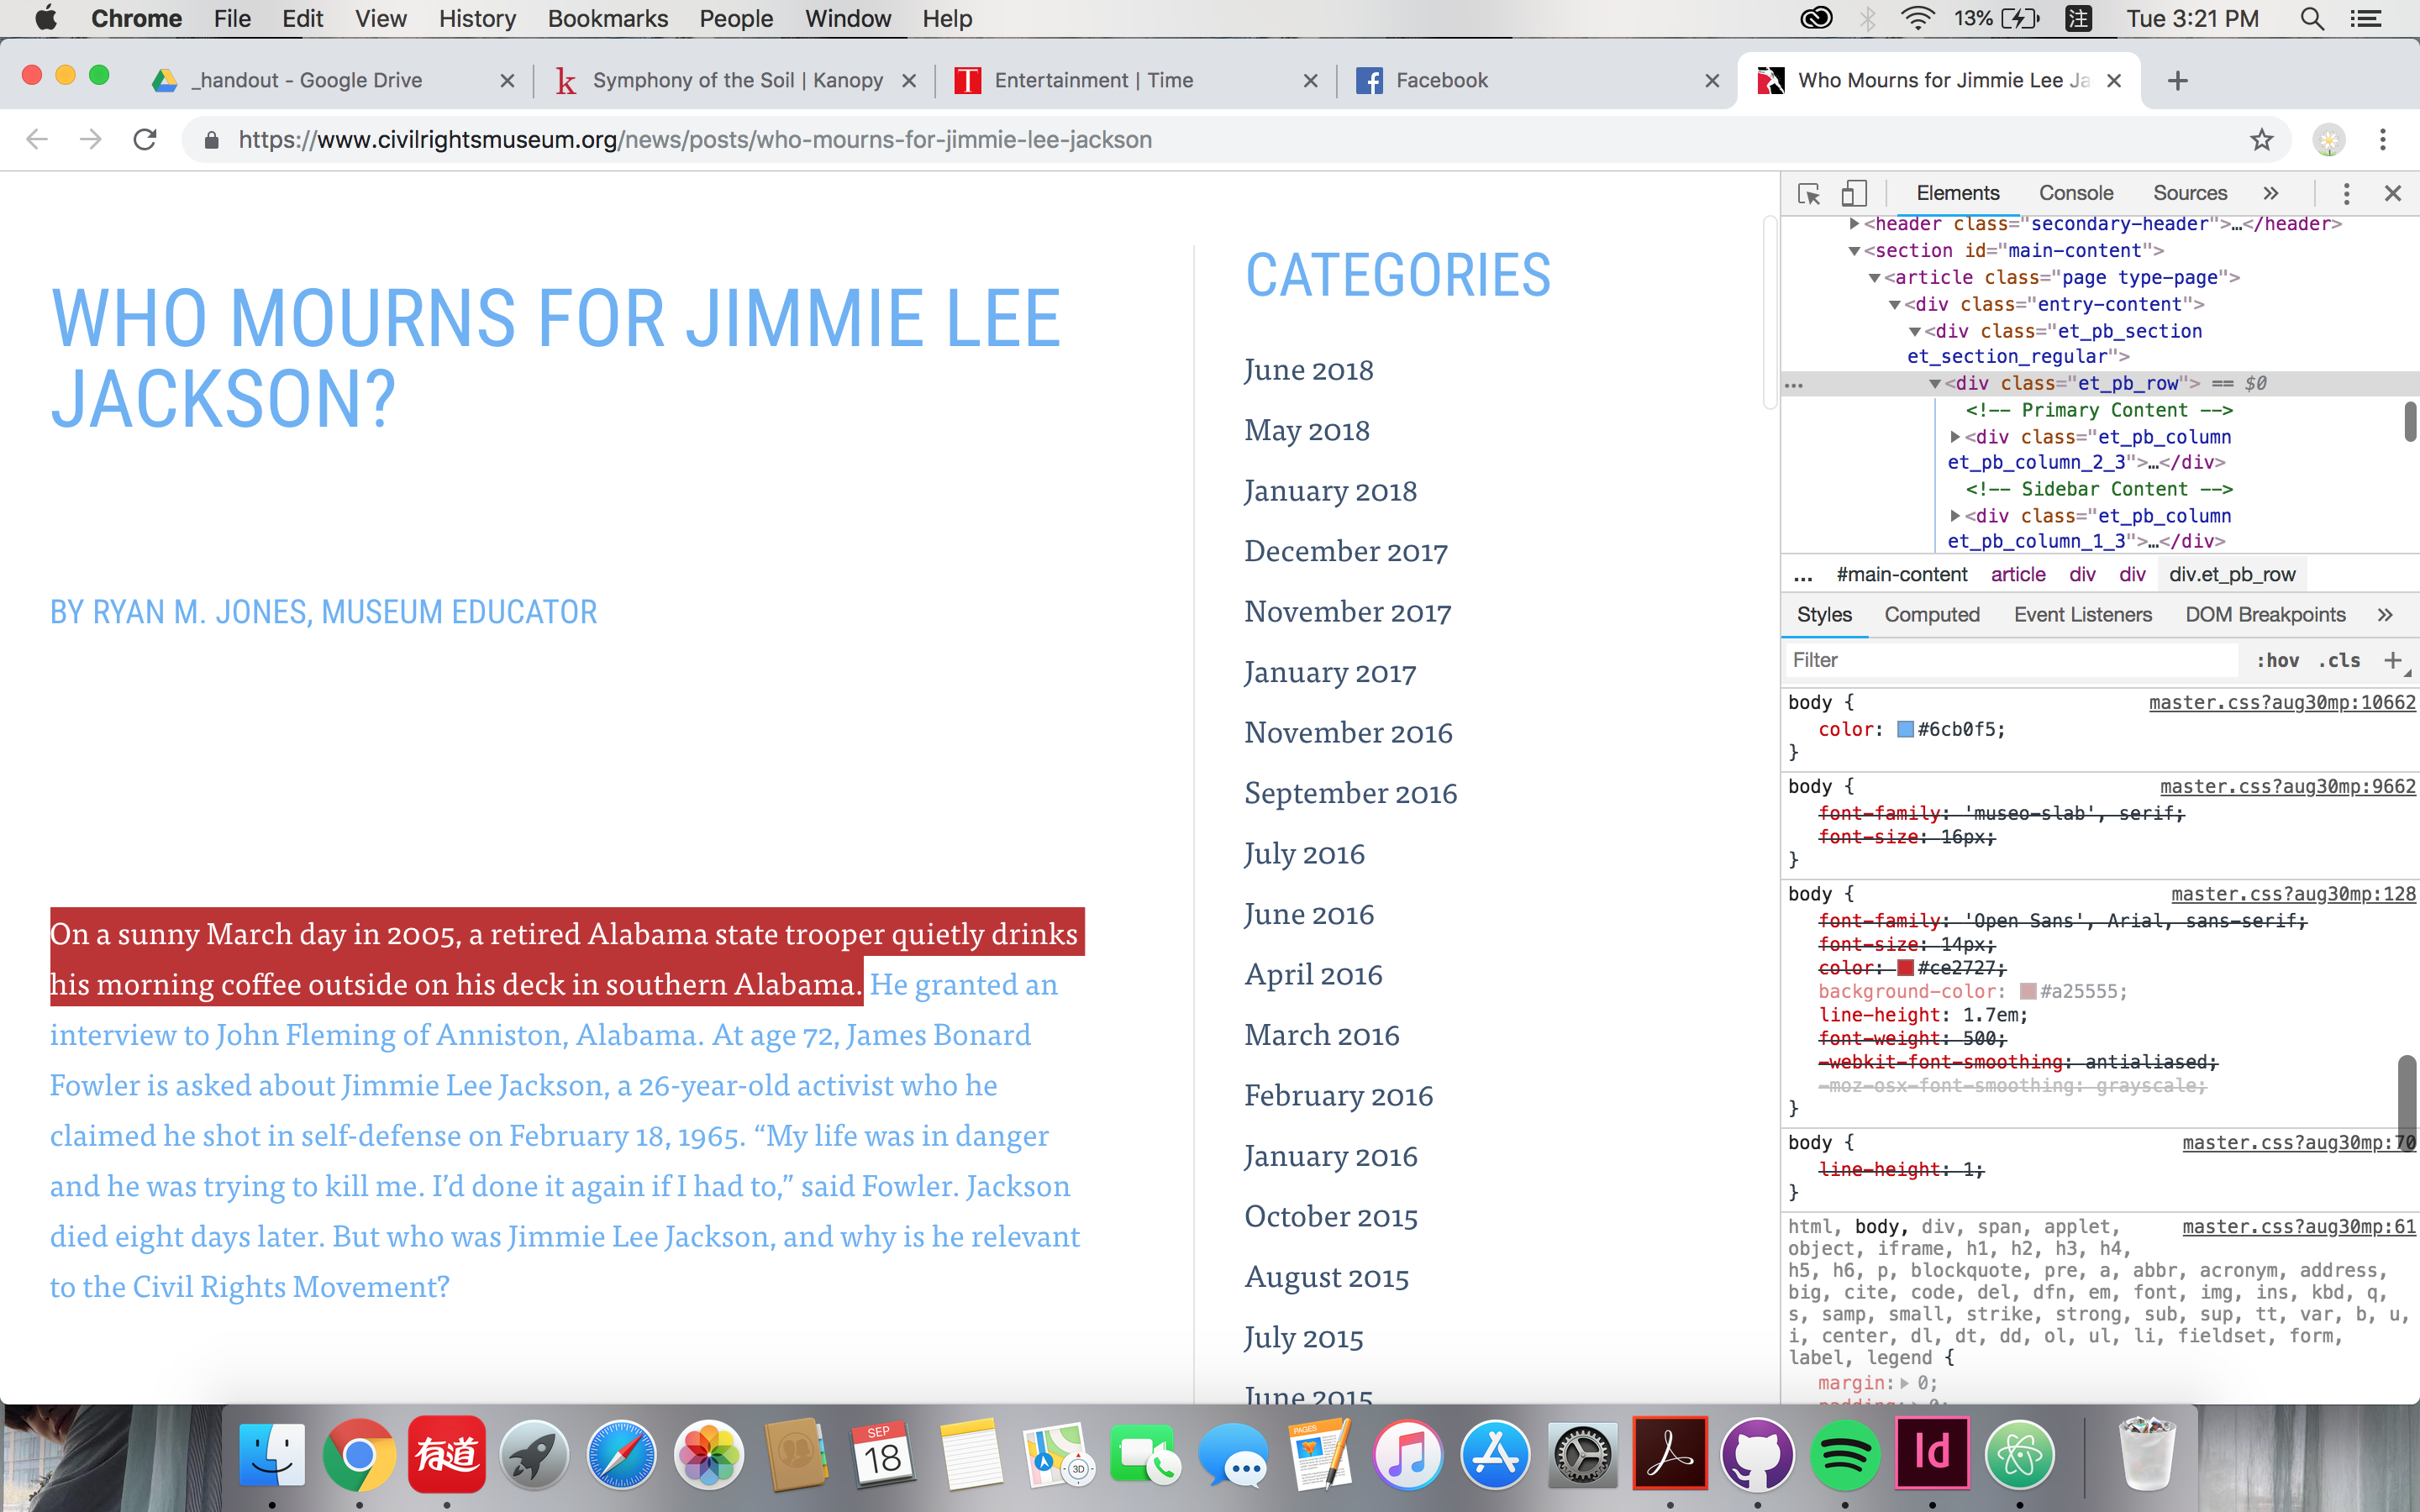 Chrome File Edit View History Bookmarks People Window Help
13% 注 Tue 3:21 PM
_handout - Google Drive
Symphony of the Soil | Kanopy
Entertainment | Time
Facebook
Who Mourns for Jimmie Lee Ja
https://www.civilrightsmuseum.org/news/posts/who-mourns-for-jimmie-lee-jackson
WHO MOURNS FOR JIMMIE LEE
JACKSON?
BY RYAN M. JONES, MUSEUM EDUCATOR
On a sunny March day in 2005, a retired Alabama state trooper quietly drinks
his morning coffee outside on his deck in southern Alabama. He granted an
interview to John Fleming of Anniston, Alabama. At age 72, James Bonard
Fowler is asked about Jimmie Lee Jackson, a 26-year-old activist who he
claimed he shot in self-defense on February 18, 1965. “My life was in danger
and he was trying to kill me. I’d done it again if I had to,” said Fowler. Jackson
died eight days later. But who was Jimmie Lee Jackson, and why is he relevant
to the Civil Rights Movement?
CATEGORIES
June 2018
May 2018
January 2018
December 2017
November 2017
January 2017
November 2016
September 2016
July 2016
June 2016
April 2016
March 2016
February 2016
January 2016
October 2015
August 2015
July 2015
June 2015
Elements Console Sources »
<header class="secondary-header">…</header>
<section id="main-content">
<article class="page type-page">
<div class="entry-content">
<div class="et_pb_section
et_section_regular">
… <div class="et_pb_row"> == $0
<!-- Primary Content -->
<div class="et_pb_column
et_pb_column_2_3">…</div>
<!-- Sidebar Content -->
<div class="et_pb_column
et_pb_column_1_3">…</div>
... #main-content article div div div.et_pb_row
Styles Computed Event Listeners DOM Breakpoints »
Filter :hov .cls +
body { master.css?aug30mp:10662
color: #6cb0f5;
}
body { master.css?aug30mp:9662
font-family: 'museo-slab', serif;
font-size: 16px;
}
body { master.css?aug30mp:128
font-family: 'Open Sans', Arial, sans-serif;
font-size: 14px;
color: #ce2727;
background-color: #a25555;
line-height: 1.7em;
font-weight: 500;
-webkit-font-smoothing: antialiased;
-moz-osx-font-smoothing: grayscale;
}
body { master.css?aug30mp:70
line-height: 1;
}
html, body, div, span, applet, master.css?aug30mp:61
object, iframe, h1, h2, h3, h4,
h5, h6, p, blockquote, pre, a, abbr, acronym, address,
big, cite, code, del, dfn, em, font, img, ins, kbd, q,
s, samp, small, strike, strong, sub, sup, tt, var, b, u,
i, center, dl, dt, dd, ol, ul, li, fieldset, form,
label, legend {
margin: 0;
padding: 0;
有道
SEP
18
3D
PAGES
Id